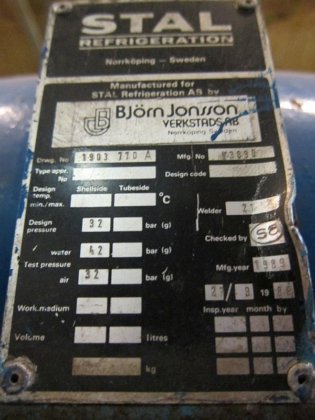 STAL
REFRIGERATION
Norrköping – Sweden
Manufactured for
STAL Refrigeration AS by
Björn Jonsson
VERKSTADS AB
Norrköping Sweden
Drwg. No 1903 770 A Mfg. No
Type appr. No Design code
Shellside Tubeside
Design temp. min./max. °C
Welder
Design pressure 32 bar (g)
Checked by SE
water 42 bar (g)
Test pressure
air 32 bar (g)
Mfg.year 1989
Work.medium
Insp.year month by
Volume litres
kg